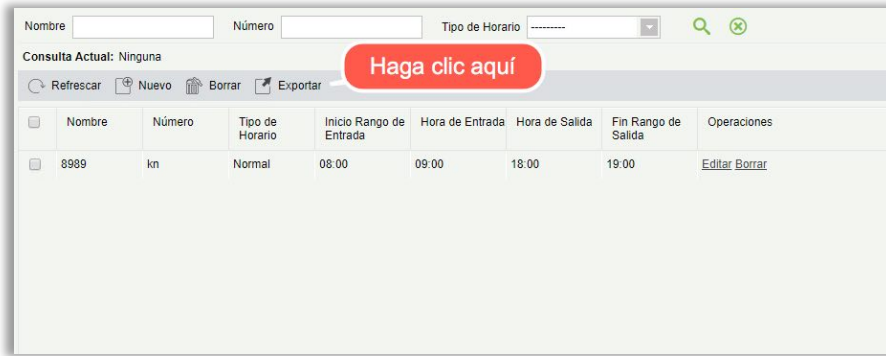 Nombre Número Tipo de Horario ---------
Consulta Actual: Ninguna
Haga clic aquí
Refrescar Nuevo Borrar Exportar
Nombre Número Tipo de Horario Inicio Rango de Entrada Hora de Entrada Hora de Salida Fin Rango de Salida Operaciones
8989 kn Normal 08:00 09:00 18:00 19:00 Editar Borrar